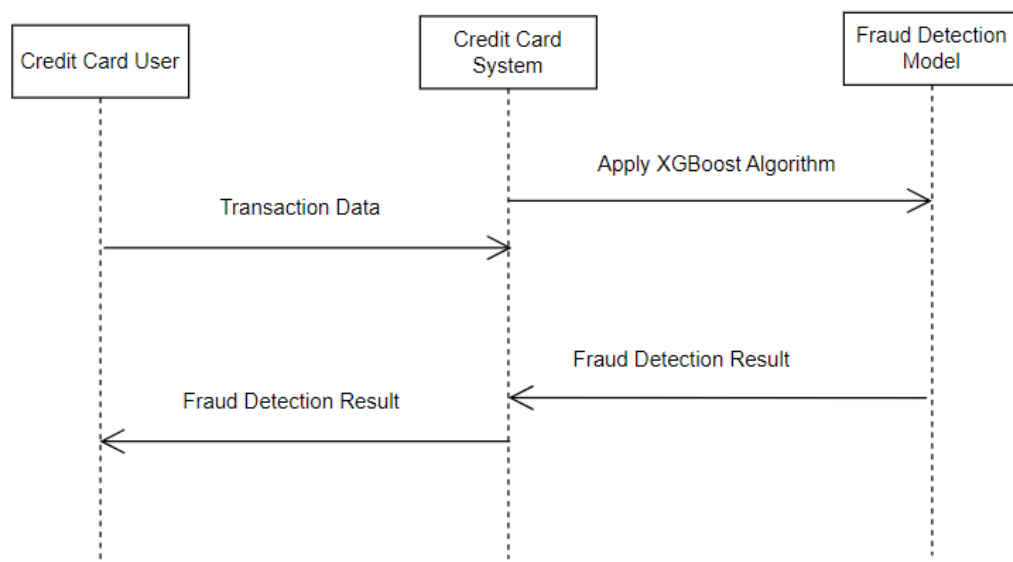 Credit Card User
Credit Card
System
Fraud Detection
Model
Apply XGBoost Algorithm
Transaction Data
Fraud Detection Result
Fraud Detection Result